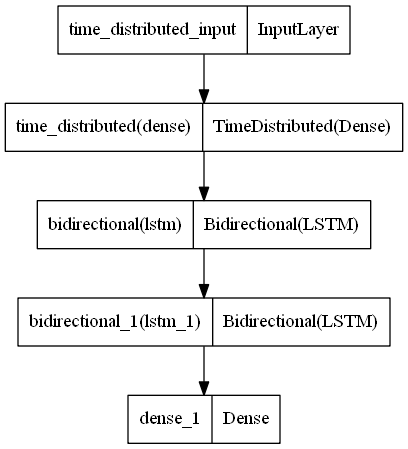 time_distributed_input InputLayer
time_distributed(dense) TimeDistributed(Dense)
bidirectional(lstm) Bidirectional(LSTM)
bidirectional_1(lstm_1) Bidirectional(LSTM)
dense_1 Dense